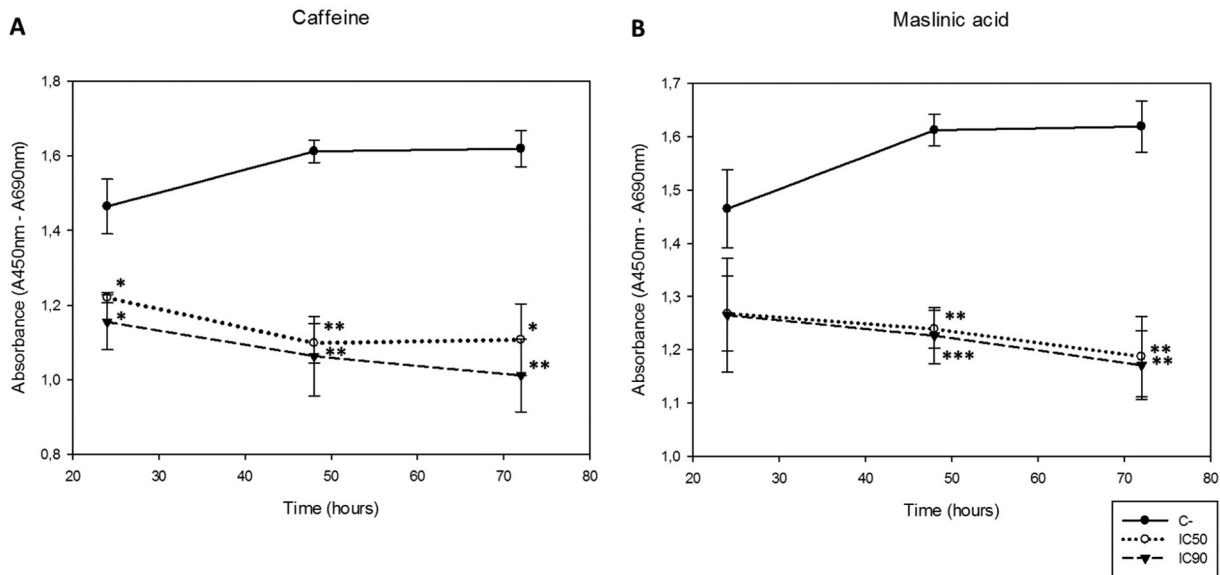 A
Caffeine
Absorbance (A450nm - A690nm)
1,8
1,6
1,4
1,2
1,0
0,8
*
*
**
**
*
**
20 30 40 50 60 70 80
Time (hours)
B
Maslinic acid
Absorbance (A450nm - A690nm)
1,7
1,6
1,5
1,4
1,3
1,2
1,1
1,0
**
***
**
**
20 30 40 50 60 70 80
Time (hours)
C-
IC50
IC90